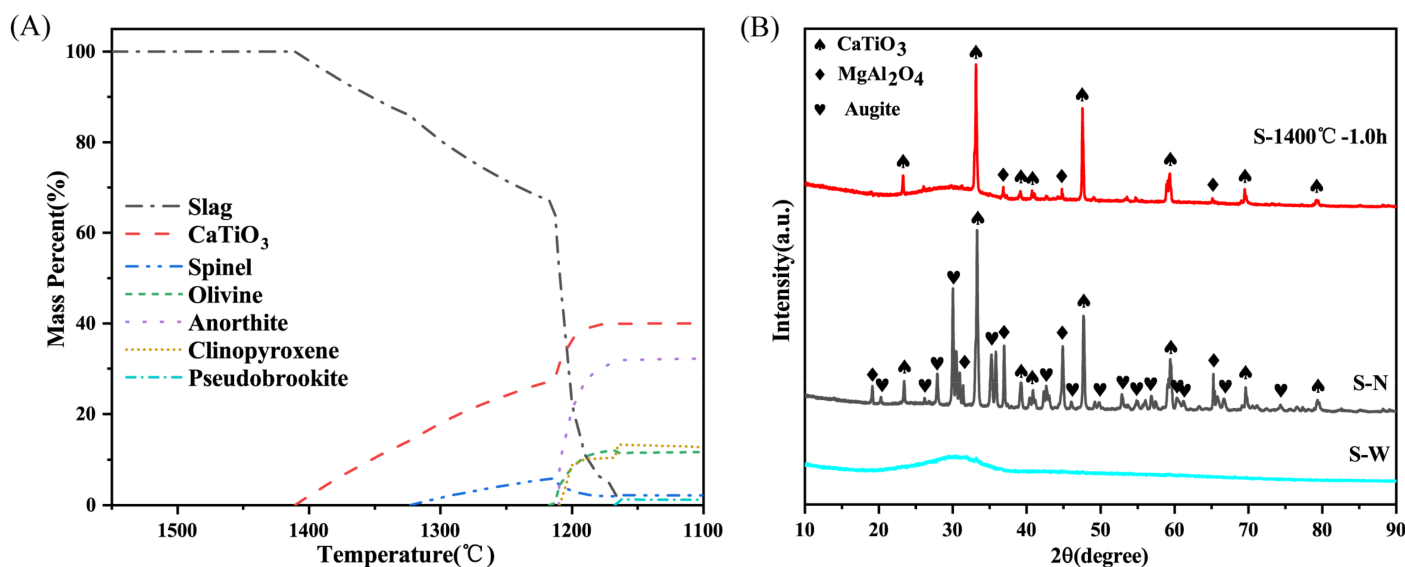 (A)
100
80
60
40
20
0
Mass Percent(%)
Slag
CaTiO₃
Spinel
Olivine
Anorthite
Clinopyroxene
Pseudobrookite
1500
1400
1300
1200
1100
Temperature(℃)
(B)
CaTiO₃
MgAl₂O₄
Augite
S-1400℃ -1.0h
S-N
S-W
Intensity(a.u.)
10
20
30
40
50
60
70
80
90
2θ(degree)